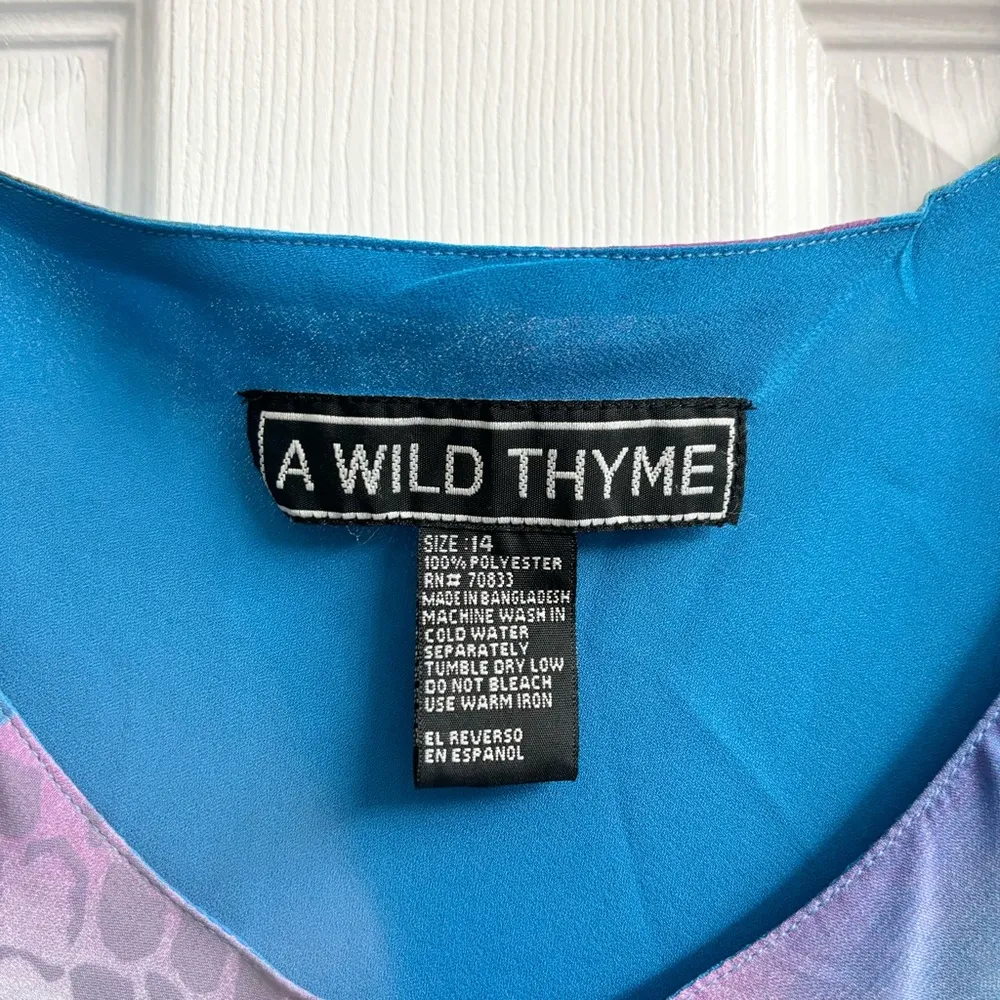 A WILD THYME
SIZE :14
100% POLYESTER
RN# 70833
MADE IN BANGLADESH
MACHINE WASH IN
COLD WATER
SEPARATELY
TUMBLE DRY LOW
DO NOT BLEACH
USE WARM IRON
EL REVERSO
EN ESPANOL